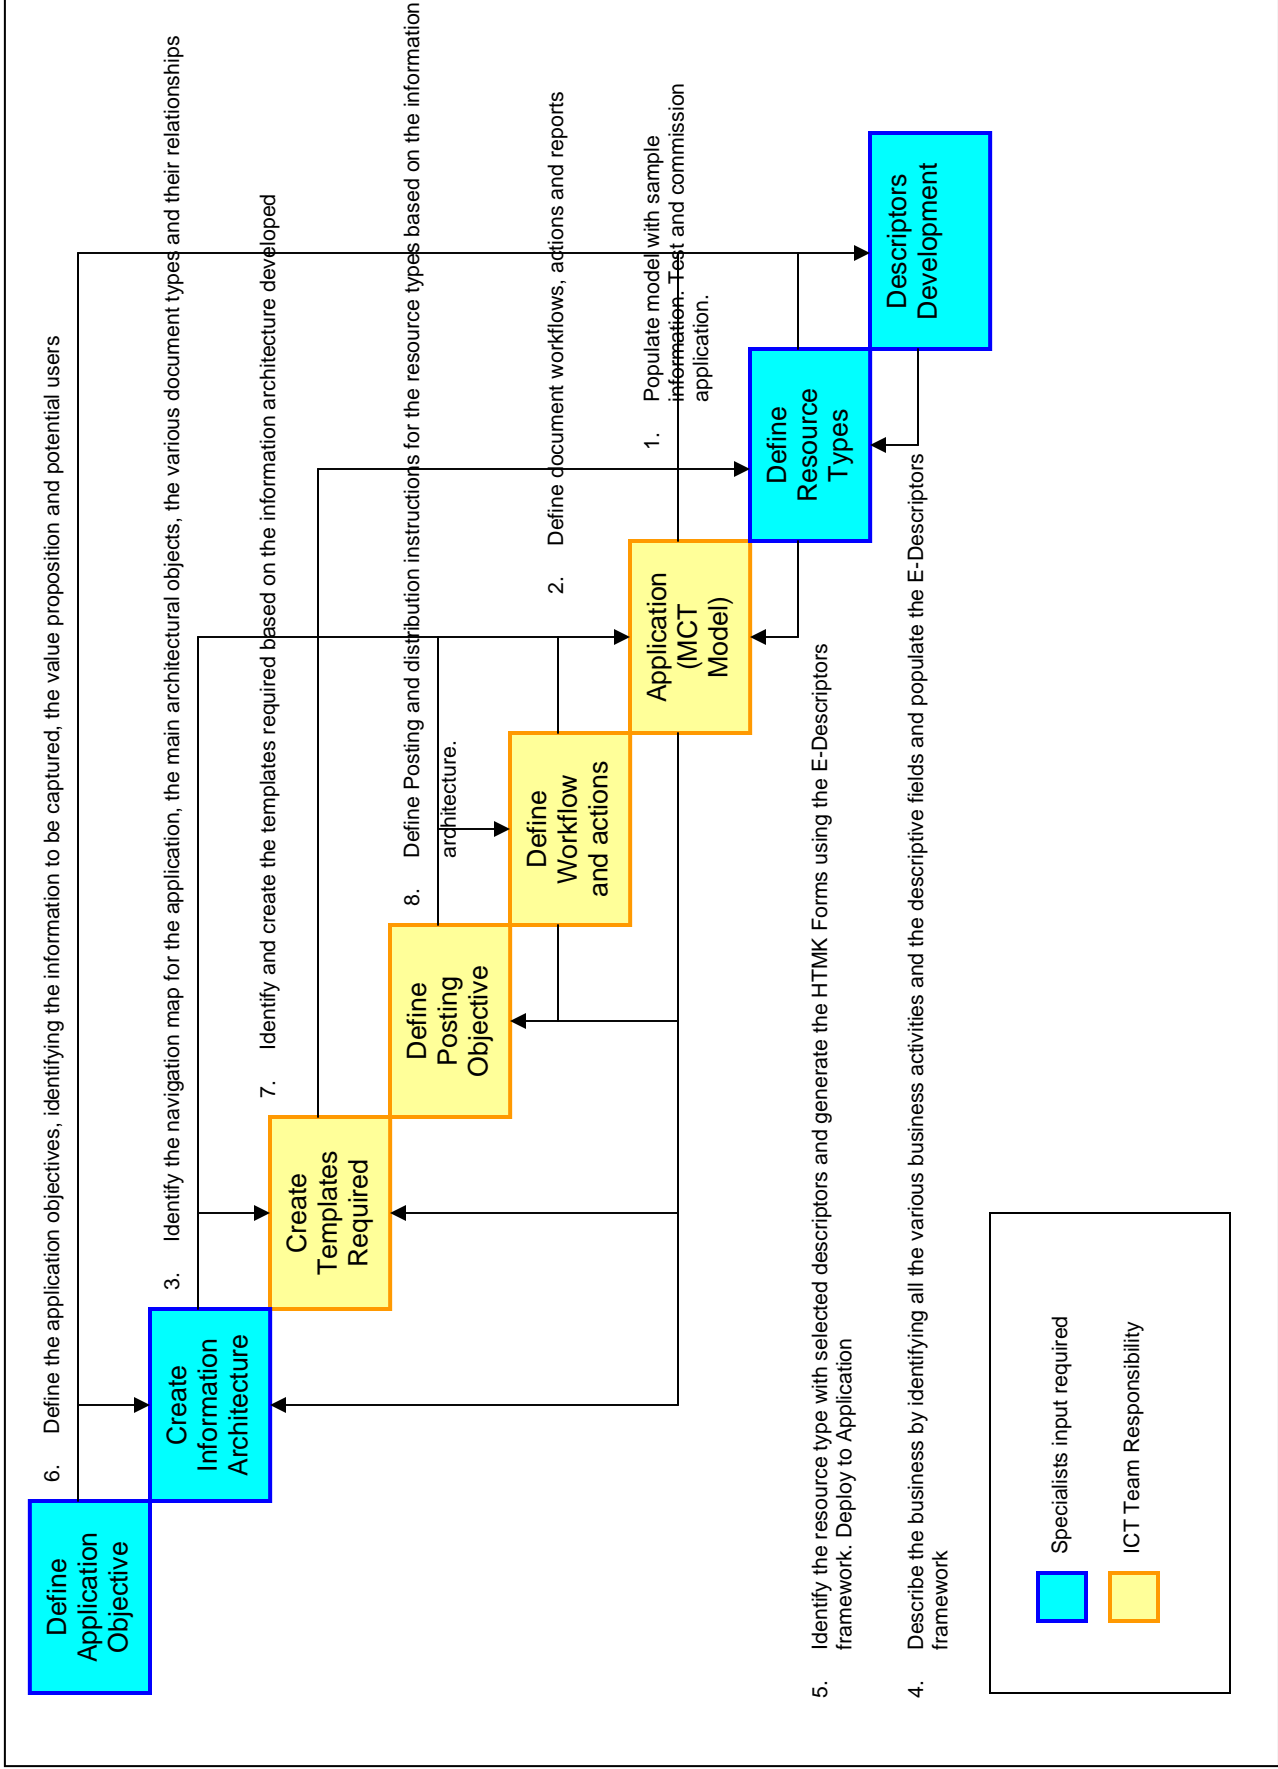 6. Define the application objectives, identifying the information to be captured, the value proposition and potential users
Define
Application
Objective
3. Identify the navigation map for the application, the main architectural objects, the various document types and their relationships
Create
Information
Architecture
7. Identify and create the templates required based on the information architecture developed
Create
Templates
Required
8. Define Posting and distribution instructions for the resource types based on the information
architecture.
Define
Posting
Objective
2. Define document workflows, actions and reports
Define
Workflow
and actions
1. Populate model with sample
information. Test and commission
application.
Application
(MCT
Model)
Define
Resource
Types
Descriptors
Development
5. Identify the resource type with selected descriptors and generate the HTMK Forms using the E-Descriptors
framework. Deploy to Application
4. Describe the business by identifying all the various business activities and the descriptive fields and populate the E-Descriptors
framework
Specialists input required
ICT Team Responsibility